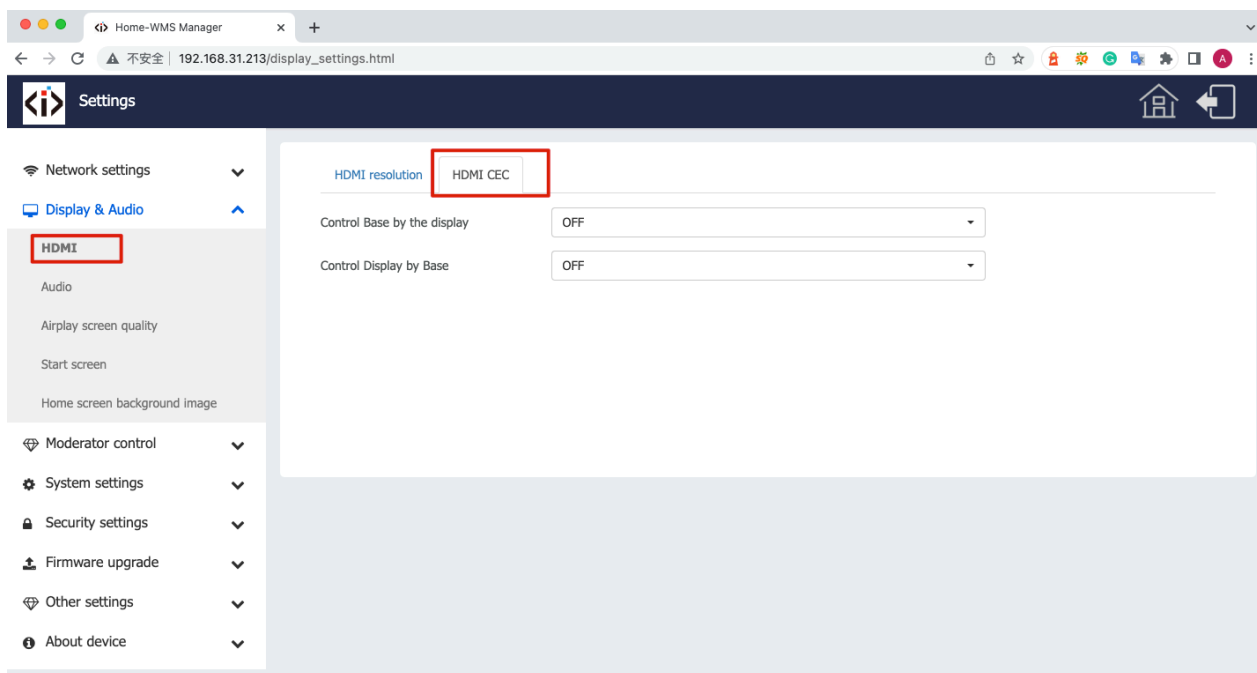 Home-WMS Manager
不安全 192.168.31.213/display_settings.html
A
<i> Settings
Network settings
Display & Audio
HDMI
Audio
Airplay screen quality
Start screen
Home screen background image
Moderator control
System settings
Security settings
Firmware upgrade
Other settings
About device
HDMI resolution HDMI CEC
Control Base by the display OFF
Control Display by Base OFF